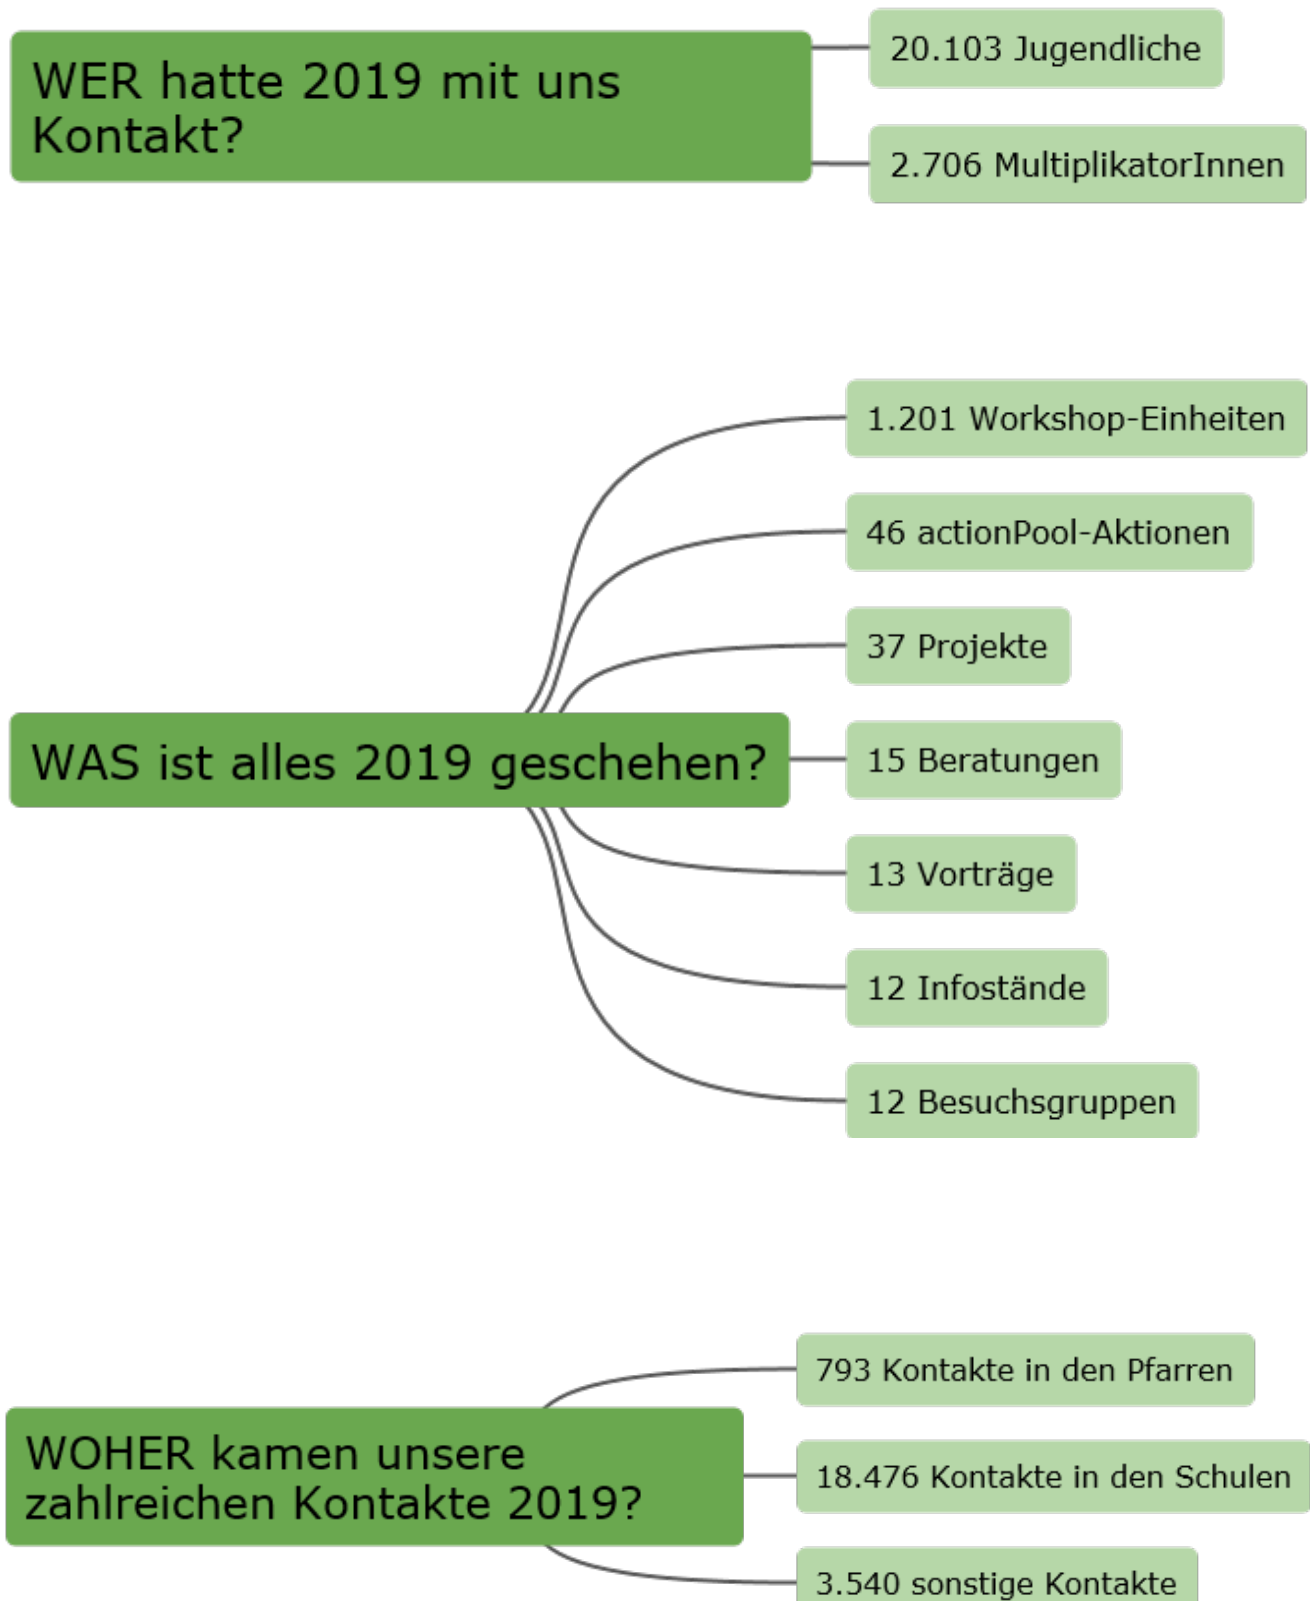 WER hatte 2019 mit uns
Kontakt?
20.103 Jugendliche
2.706 MultiplikatorInnen
WAS ist alles 2019 geschehen?
1.201 Workshop-Einheiten
46 actionPool-Aktionen
37 Projekte
15 Beratungen
13 Vorträge
12 Infostände
12 Besuchsgruppen
WOHER kamen unsere
zahlreichen Kontakte 2019?
793 Kontakte in den Pfarren
18.476 Kontakte in den Schulen
3.540 sonstige Kontakte